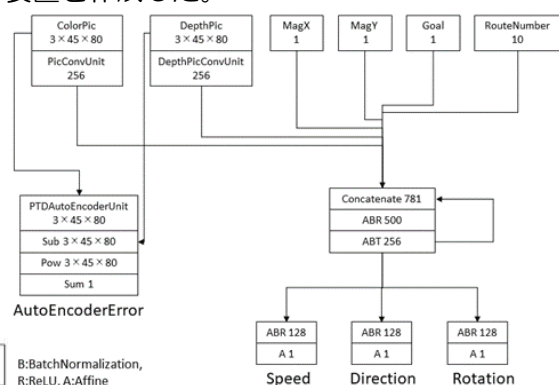 装置を作成した。
ColorPic
3×45×80
PicConvUnit
256
DepthPic
3×45×80
DepthPicConvUnit
256
MagX
1
MagY
1
Goal
1
RouteNumber
10
PTDAutoEncoderUnit
3×45×80
Sub 3×45×80
Pow 3×45×80
Sum 1
AutoEncoderError
Concatenate 781
ABR 500
ABT 256
ABR 128
A 1
Speed
ABR 128
A 1
Direction
ABR 128
A 1
Rotation
B:BatchNormalization,
R:ReLU, A:Affine